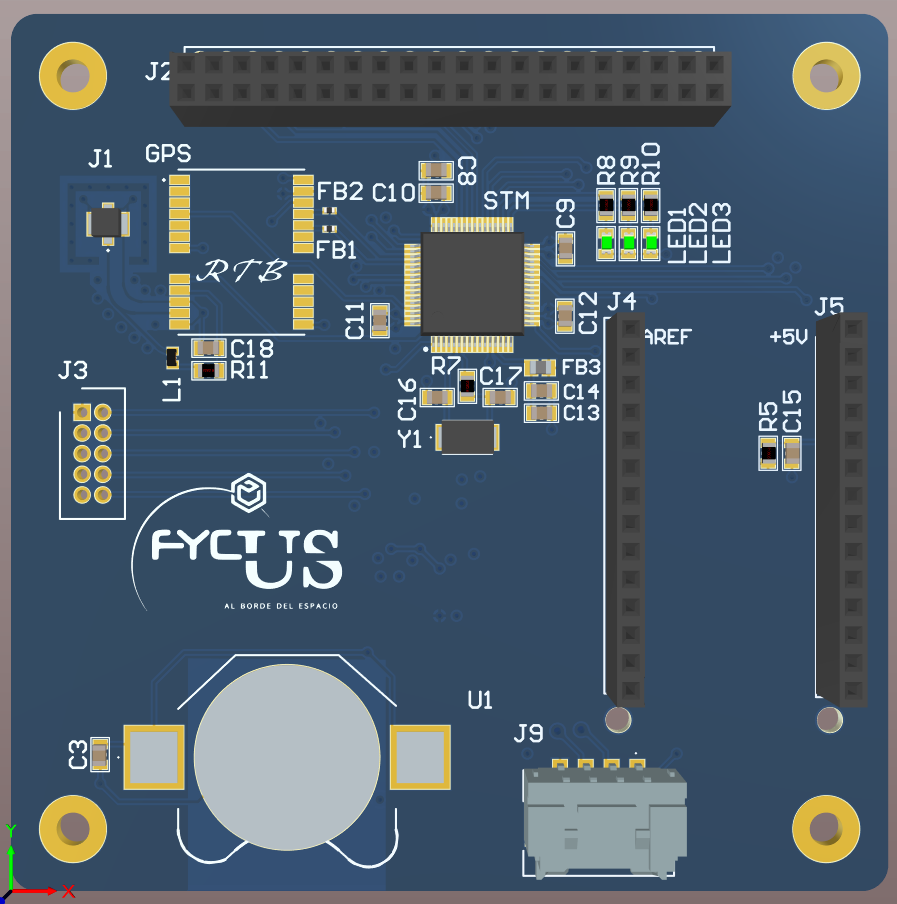 J2
J1
GPS
C8
C10
FB2
FB1
STM
C9
R8
R9
R10
LED1
LED2
LED3
RTB
C11
C12
J4
J5
AREF
+5V
C18
R11
L1
J3
R7
C16
C17
FB3
C14
C13
Y1
R5
C15
FYCUS
AL BORDE DEL ESPACIO
U1
C3
J9
Y
X